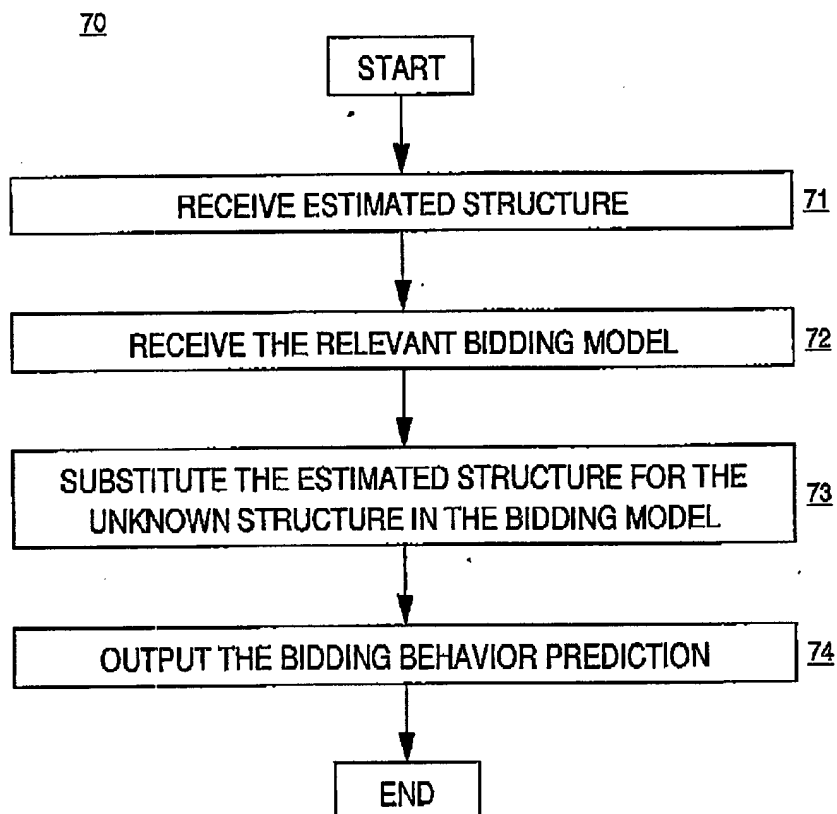 70
START
RECEIVE ESTIMATED STRUCTURE
71
RECEIVE THE RELEVANT BIDDING MODEL
72
SUBSTITUTE THE ESTIMATED STRUCTURE FOR THE
UNKNOWN STRUCTURE IN THE BIDDING MODEL
73
OUTPUT THE BIDDING BEHAVIOR PREDICTION
74
END